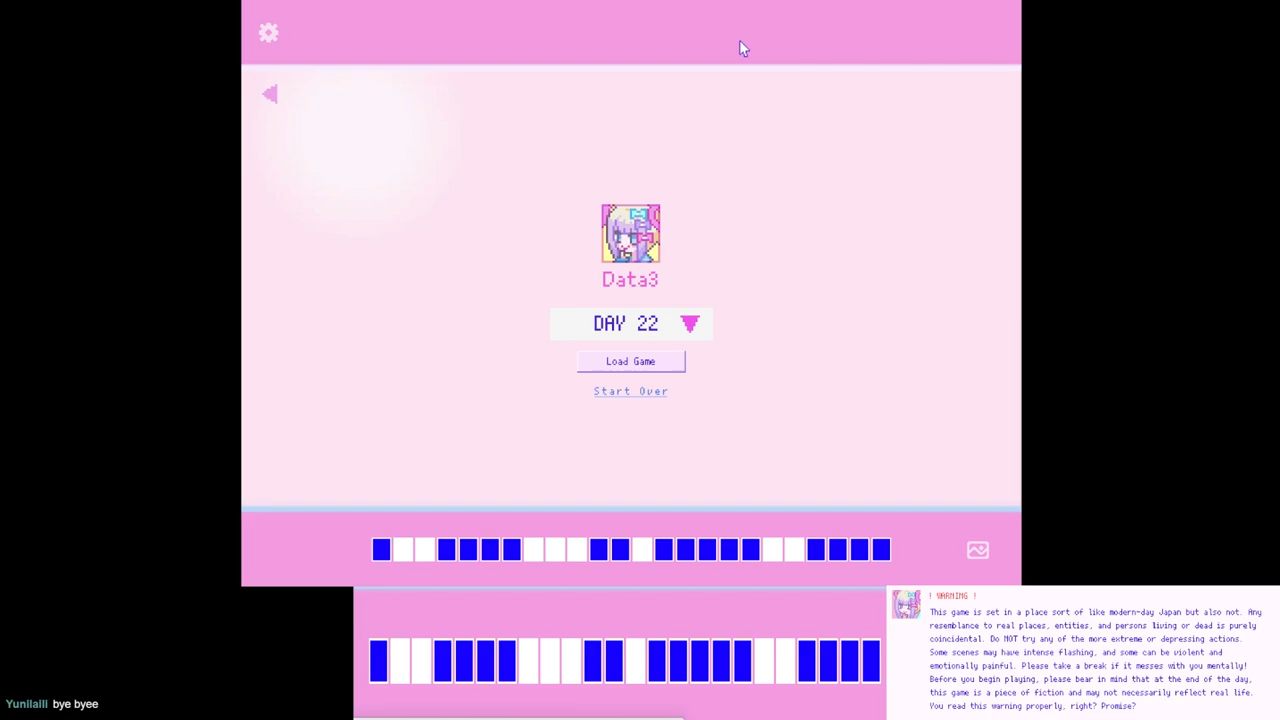 Data3
DAY 22
Load Game
Start Over
! WARNING !
This game is set in a place sort of like modern-day Japan but also not. Any
resemblance to real places, entities, and persons living or dead is purely
coincidental. Do NOT try any of the more extreme or depressing actions.
Some scenes may have intense flashing, and some can be violent and
emotionally painful. Please take a break if it messes with you mentally!
Before you begin playing, please bear in mind that at the end of the day,
this game is a piece of fiction and may not necessarily reflect real life.
You read this warning properly, right? Promise?
Yunilalil bye byee